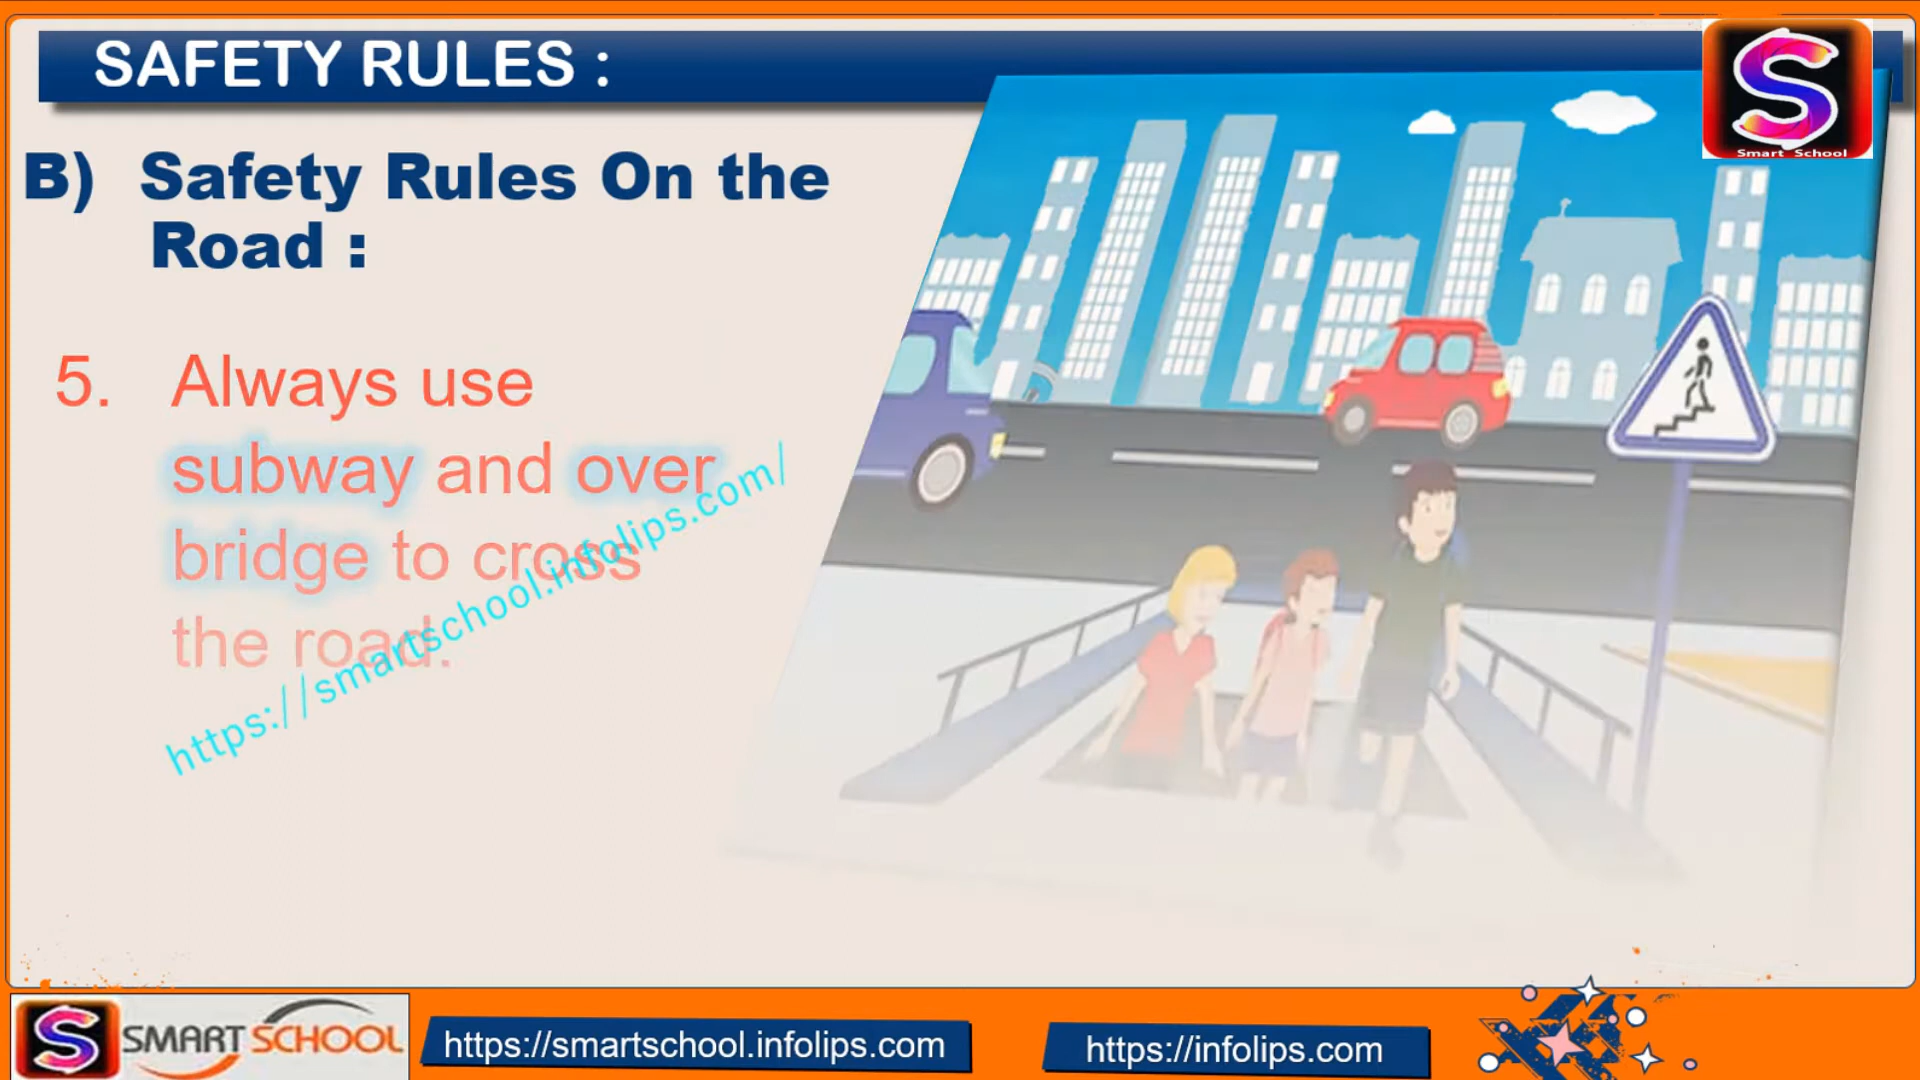 SAFETY RULES :
Smart School
B) Safety Rules On the
Road :
5. Always use
subway and over
bridge to cross
the road.
https://smartschool.infolips.com/
SMART SCHOOL
https://smartschool.infolips.com
https://infolips.com